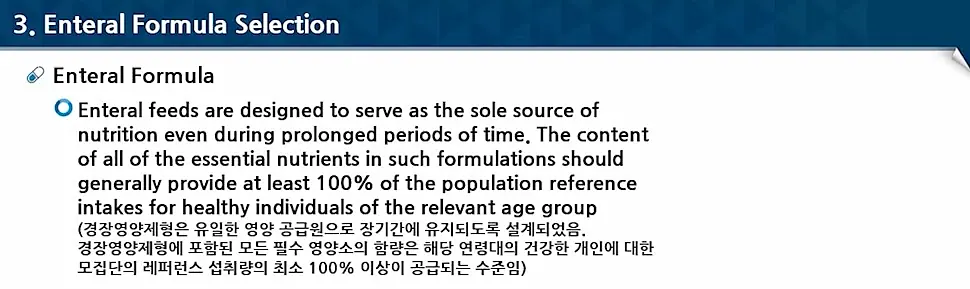 3. Enteral Formula Selection
Enteral Formula
Enteral feeds are designed to serve as the sole source of
nutrition even during prolonged periods of time. The content
of all of the essential nutrients in such formulations should
generally provide at least 100% of the population reference
intakes for healthy individuals of the relevant age group
(경장영양제형은 유일한 영양 공급원으로 장기간에 유지되도록 설계되었음.
경장영양제형에 포함된 모든 필수 영양소의 함량은 해당 연령대의 건강한 개인에 대한
모집단의 레퍼런스 섭취량의 최소 100% 이상이 공급되는 수준임)